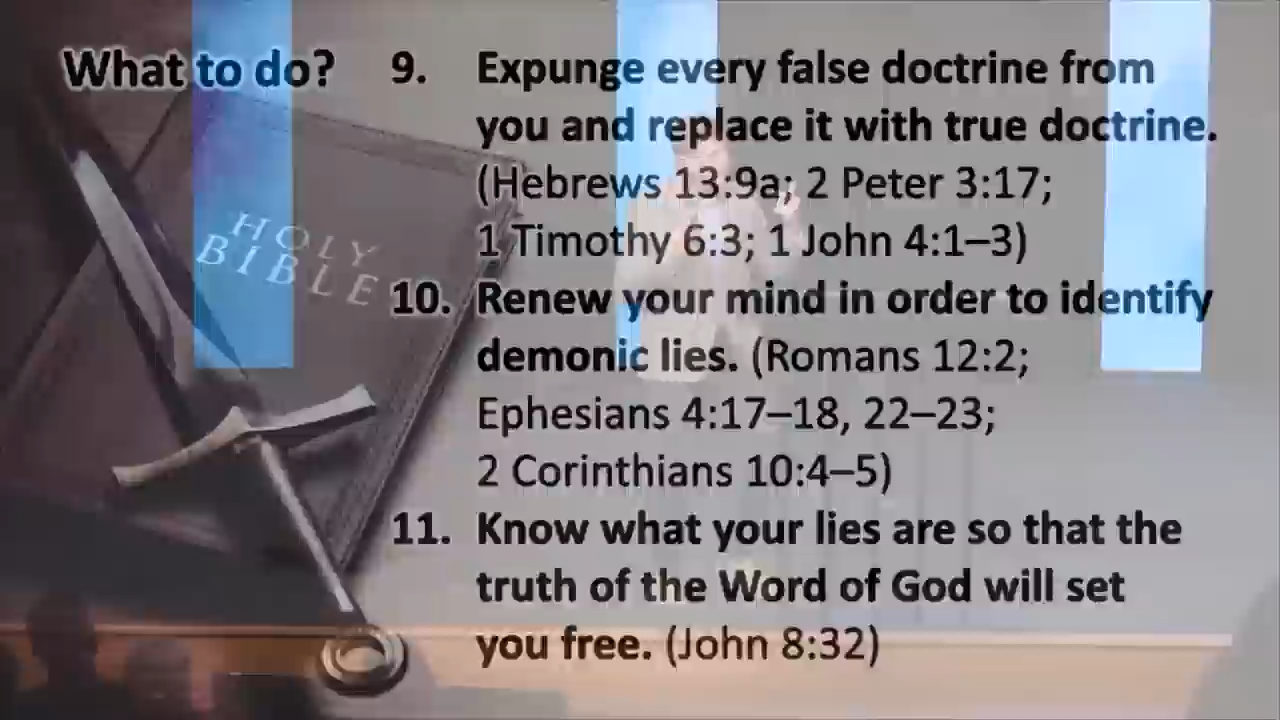 What to do? 9. Expunge every false doctrine from
you and replace it with true doctrine.
(Hebrews 13:9a; 2 Peter 3:17;
1 Timothy 6:3; 1 John 4:1–3)
HOLY
BIBLE
10. Renew your mind in order to identify
demonic lies. (Romans 12:2;
Ephesians 4:17–18, 22–23;
2 Corinthians 10:4–5)
11. Know what your lies are so that the
truth of the Word of God will set
you free. (John 8:32)